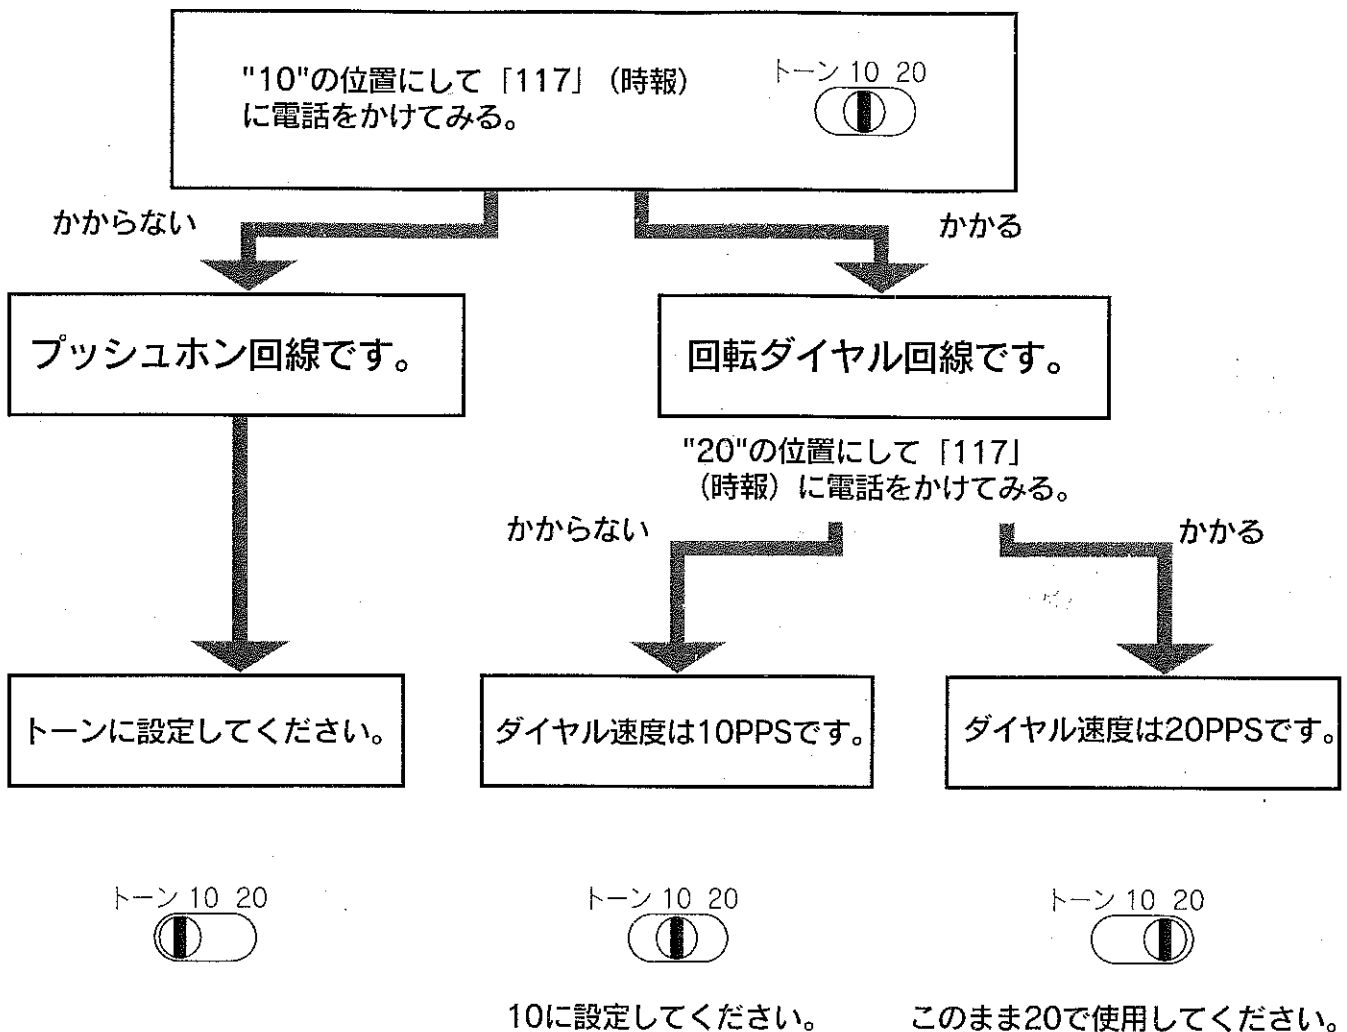 "10"の位置にして「117」（時報）
に電話をかけてみる。
トーン 10 20
かからない
かかる
プッシュホン回線です。
回転ダイヤル回線です。
"20"の位置にして「117」
（時報）に電話をかけてみる。
かからない
かかる
トーンに設定してください。
ダイヤル速度は10PPSです。
ダイヤル速度は20PPSです。
トーン 10 20
トーン 10 20
トーン 10 20
10に設定してください。
このまま20で使用してください。